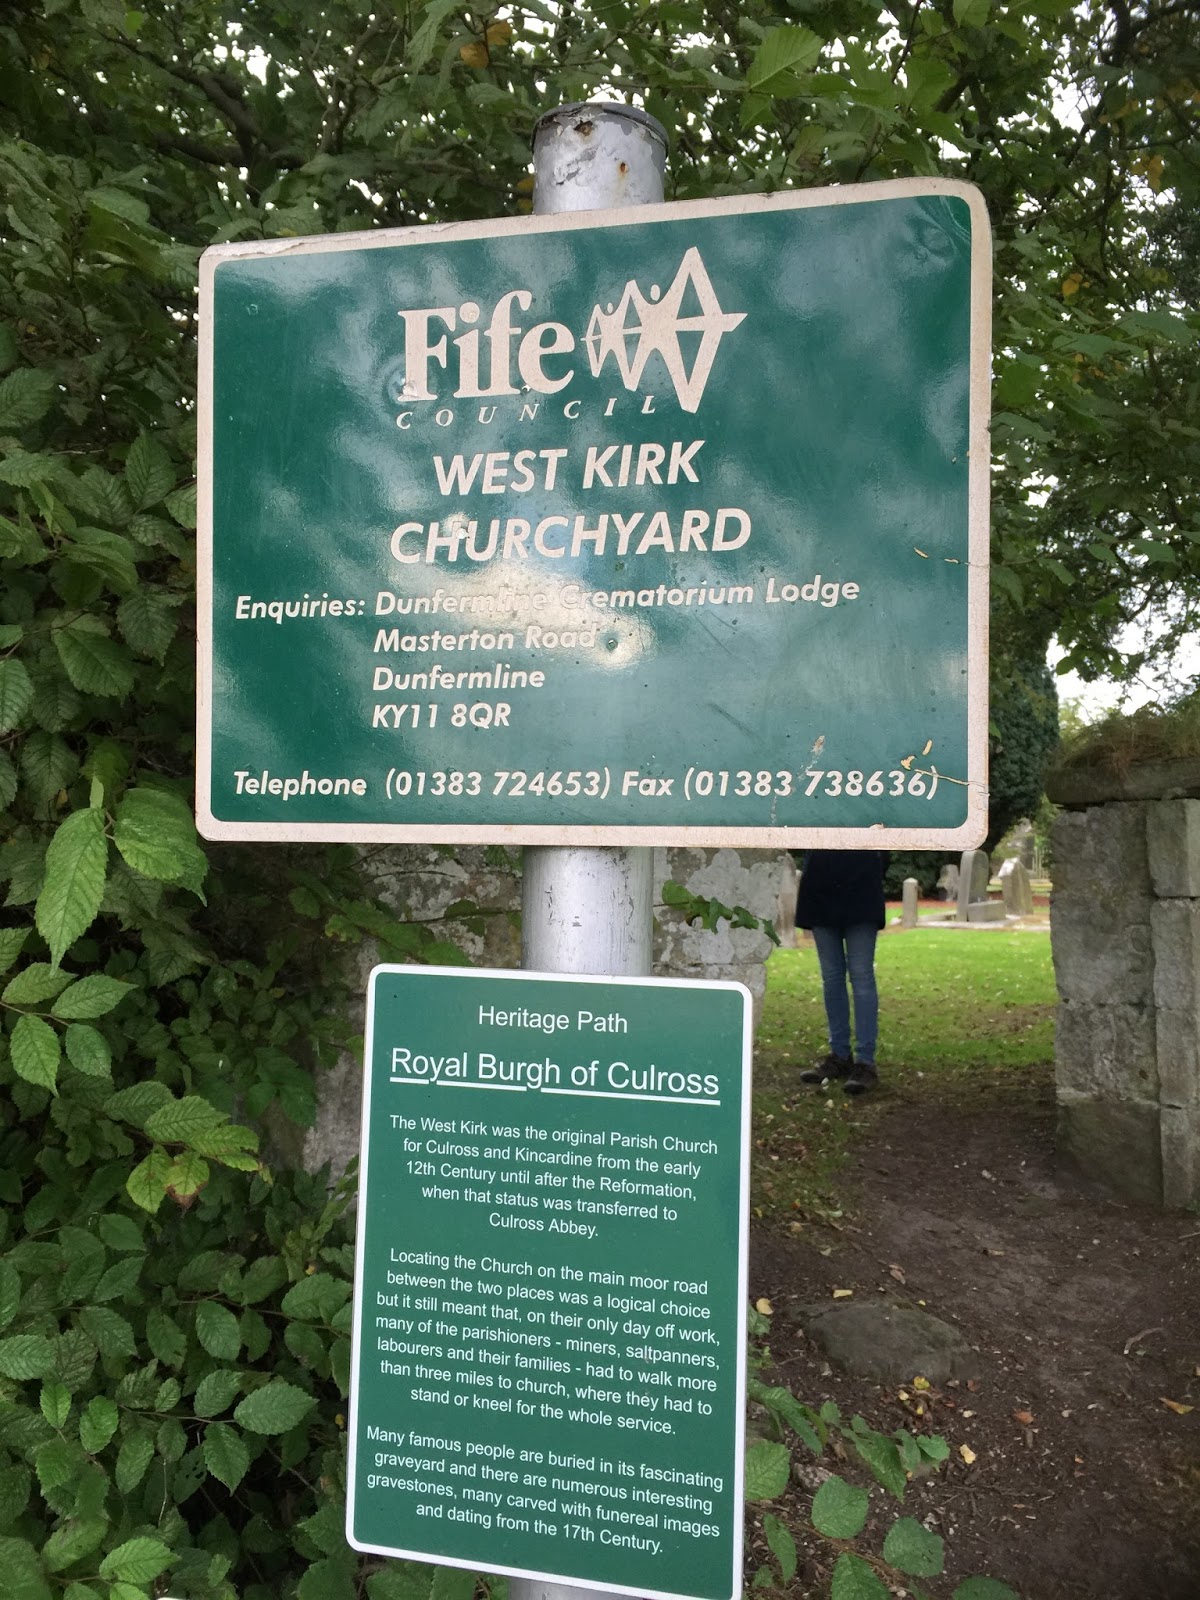 Fife
COUNCIL
WEST KIRK
CHURCHYARD
Enquiries: Dunfermline Crematorium Lodge
Masterton Road
Dunfermline
KY11 8QR
Telephone (01383 724653) Fax (01383 738636)
Heritage Path
Royal Burgh of Culross
The West Kirk was the original Parish Church
for Culross and Kincardine from the early
12th Century until after the Reformation,
when that status was transferred to
Culross Abbey.
Locating the Church on the main moor road
between the two places was a logical choice
but it still meant that, on their only day off work,
many of the parishioners - miners, saltpanners,
labourers and their families - had to walk more
than three miles to church, where they had to
stand or kneel for the whole service.
Many famous people are buried in its fascinating
graveyard and there are numerous interesting
gravestones, many carved with funereal images
and dating from the 17th Century.